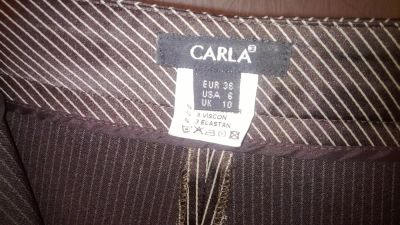 CARLA
EUR 36
USA 6
UK 10
VISCON
ELASTAN